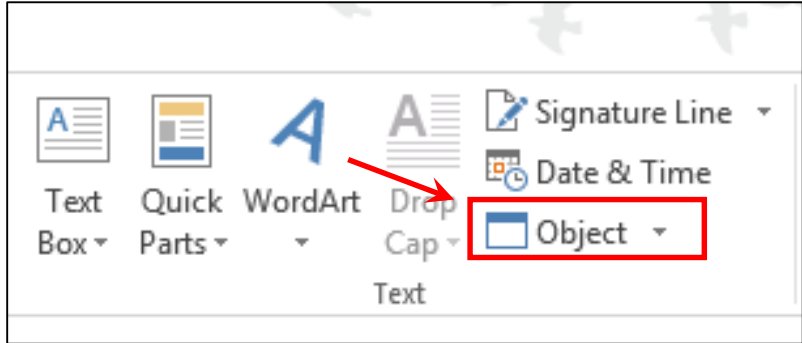 Text Box
Quick Parts
WordArt
Drop Cap
Signature Line
Date & Time
Object
Text